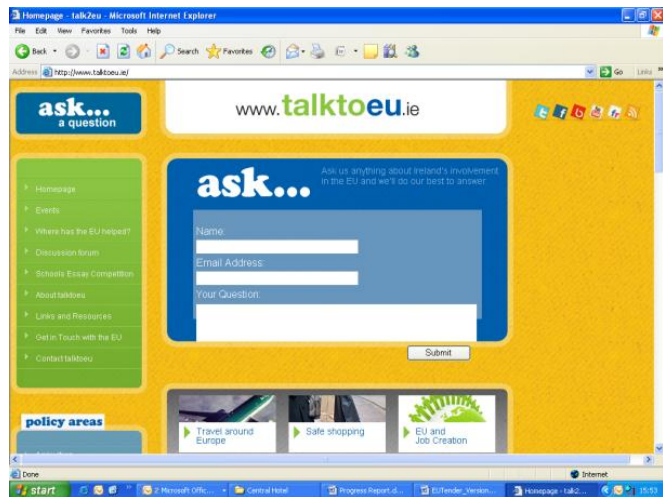 Homepage - talk2eu - Microsoft Internet Explorer
File Edit View Favorites Tools Help
Back Search Favorites
Address http://www.talktoeu.ie/ Go Links
ask...
a question
www.talktoeu.ie
Homepage
Events
Where has the EU helped?
Discussion forum
Schools Essay Competition
About talktoeu
Links and Resources
Get in Touch with the EU
Contact talktoeu
policy areas
ask...
Ask us anything about Ireland's involvement
in the EU and we'll do our best to answer
Name:
Email Address:
Your Question:
Submit
Travel around
Europe
Safe shopping
EU and
Job Creation
Done Internet
start 2 Microsoft Offic... Central Hotel Progress Report.d... EUTender_Version... Homepage - talk2... 15:53